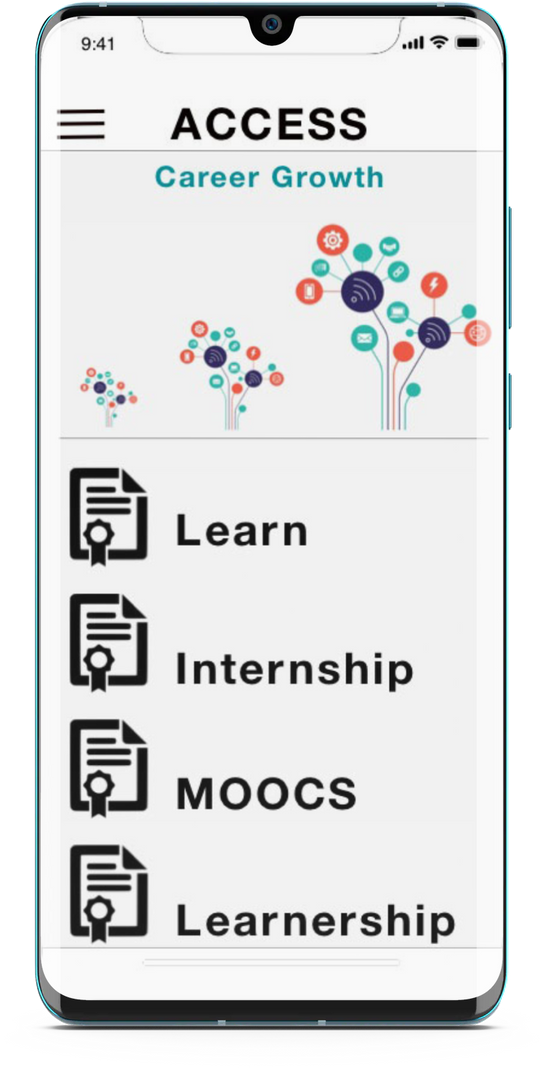 9:41
ACCESS
Career Growth
Learn
Internship
MOOCS
Learnership